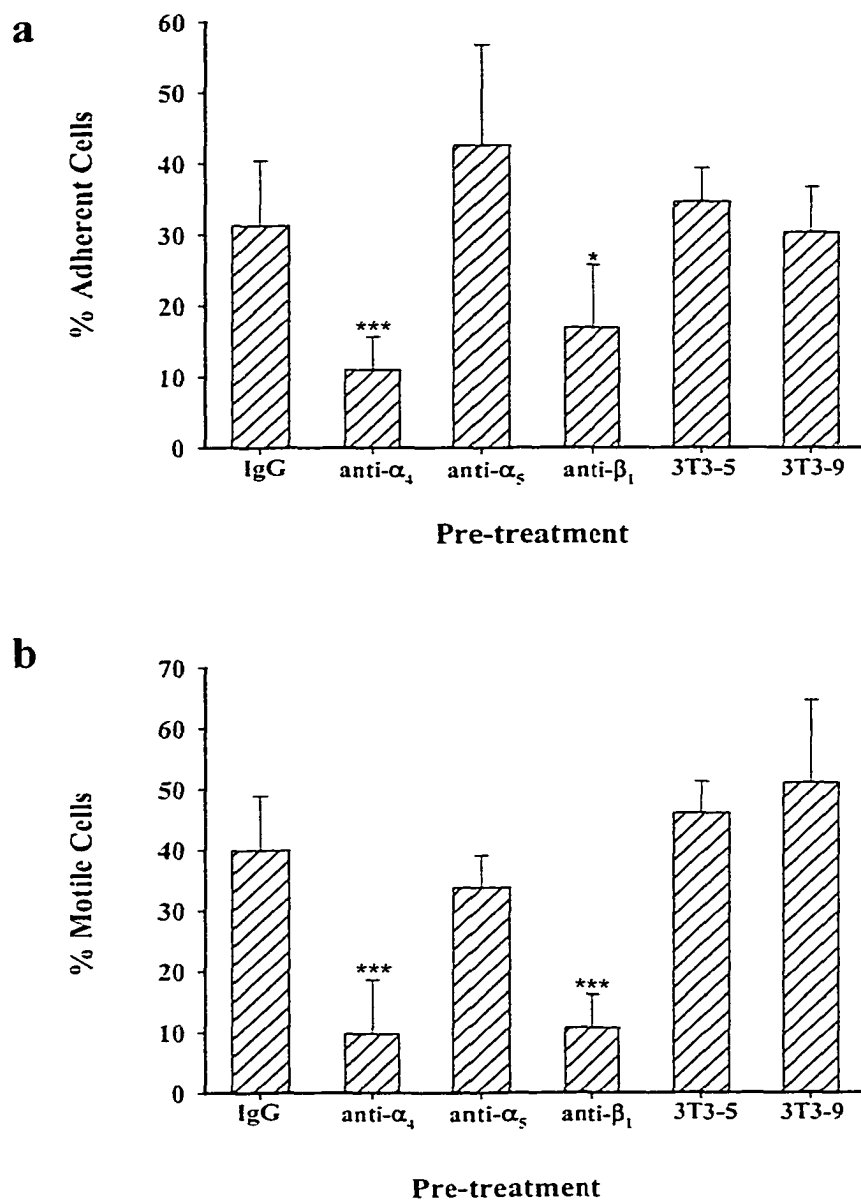 a
% Adherent Cells
60
50
40
30
20
10
0
***
*
IgG anti-α₄ anti-α₅ anti-β₁ 3T3-5 3T3-9
Pre-treatment
b
% Motile Cells
70
60
50
40
30
20
10
0
***
***
IgG anti-α₄ anti-α₅ anti-β₁ 3T3-5 3T3-9
Pre-treatment